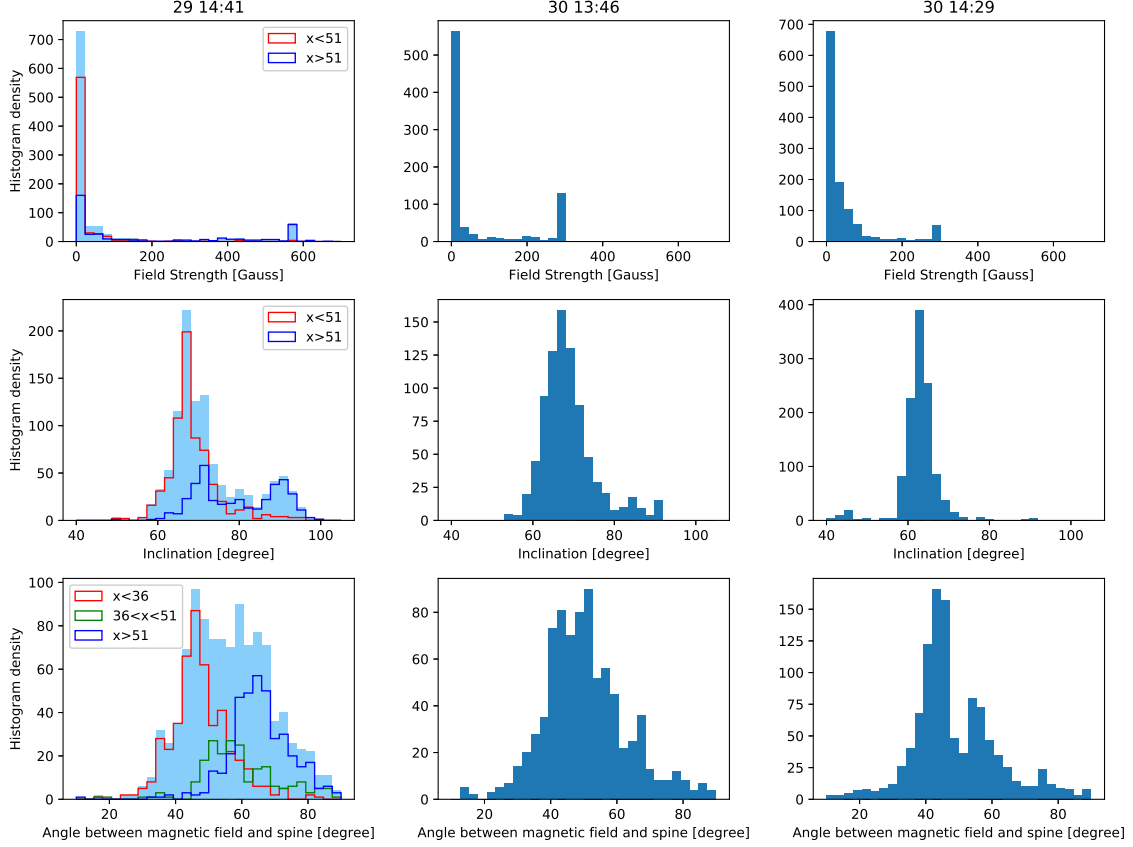 29 14:41
30 13:46
30 14:29
Histogram density
700
600
500
400
300
200
100
0
x<51
x>51
0 200 400 600
Field Strength [Gauss]
500
400
300
200
100
0
0 200 400 600
Field Strength [Gauss]
700
600
500
400
300
200
100
0
0 200 400 600
Field Strength [Gauss]
Histogram density
200
150
100
50
0
x<51
x>51
40 60 80 100
Inclination [degree]
150
125
100
75
50
25
0
40 60 80 100
Inclination [degree]
400
300
200
100
0
40 60 80 100
Inclination [degree]
Histogram density
100
80
60
40
20
0
x<36
36<x<51
x>51
20 40 60 80
Angle between magnetic field and spine [degree]
80
60
40
20
0
20 40 60 80
Angle between magnetic field and spine [degree]
150
125
100
75
50
25
0
20 40 60 80
Angle between magnetic field and spine [degree]